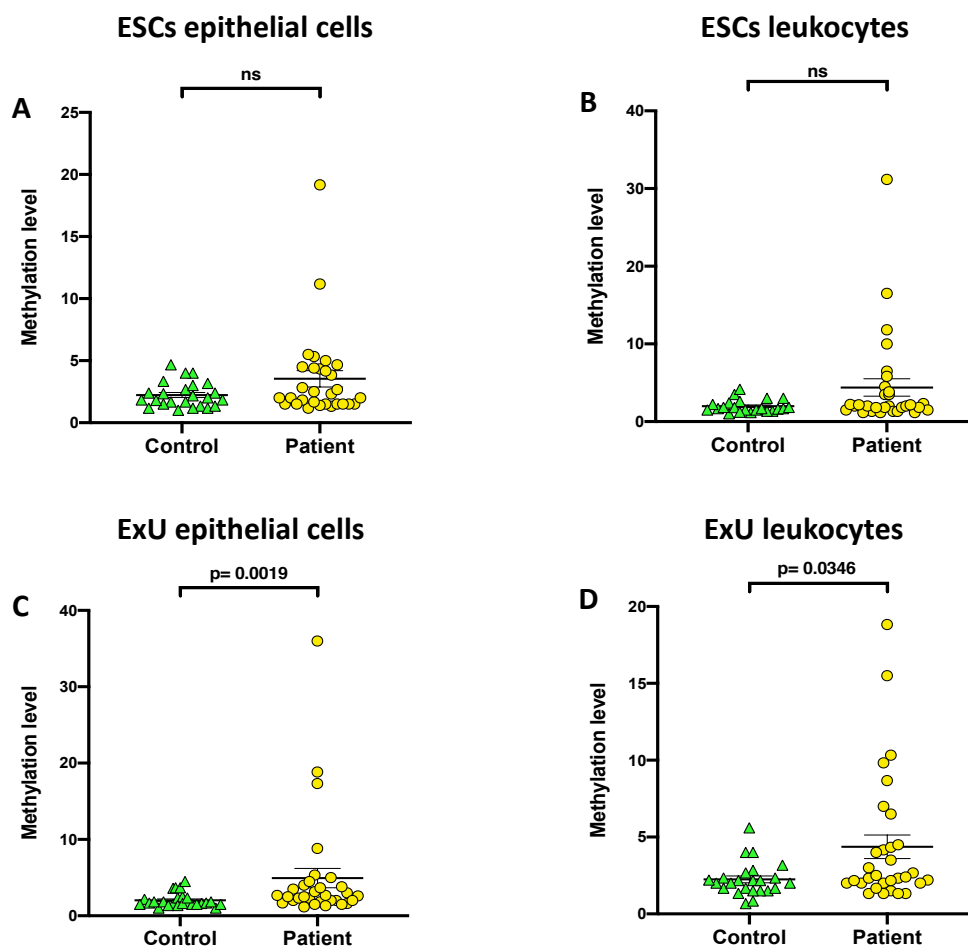 ESCs epithelial cells
ns
A
25
20
15
10
5
0
Methylation level
Control Patient
ESCs leukocytes
ns
B
40
30
20
10
0
Methylation level
Control Patient
ExU epithelial cells
p= 0.0019
C
40
30
20
10
0
Methylation level
Control Patient
ExU leukocytes
p= 0.0346
D
20
15
10
5
0
Methylation level
Control Patient